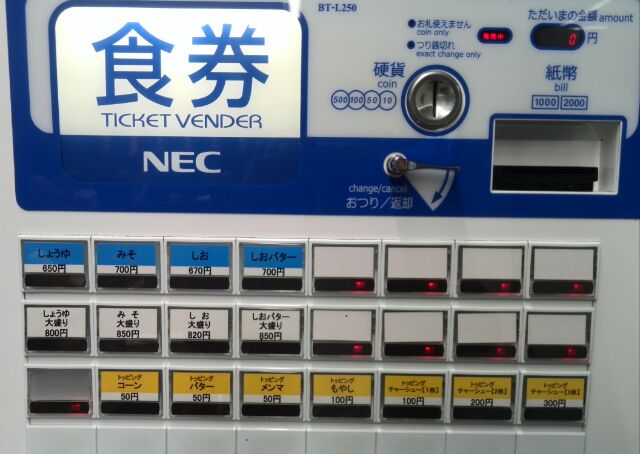 BT-L250
お札使えません
coin only
つり銭切れ
exact change only
発売中
ただいまの金額 amount
0 円
食券
TICKET VENDER
NEC
硬貨
coin
500 100 50 10
紙幣
bill
1000 2000
change/cancel
おつり／返却
しょうゆ
650円
みそ
700円
しお
670円
しおバター
700円
しょうゆ
大盛り
800円
みそ
大盛り
850円
しお
大盛り
820円
しおバター
大盛り
850円
トッピング
コーン
50円
トッピング
バター
50円
トッピング
メンマ
50円
トッピング
もやし
100円
トッピング
チャーシュー【1枚】
100円
トッピング
チャーシュー【2枚】
200円
トッピング
チャーシュー【3枚】
300円